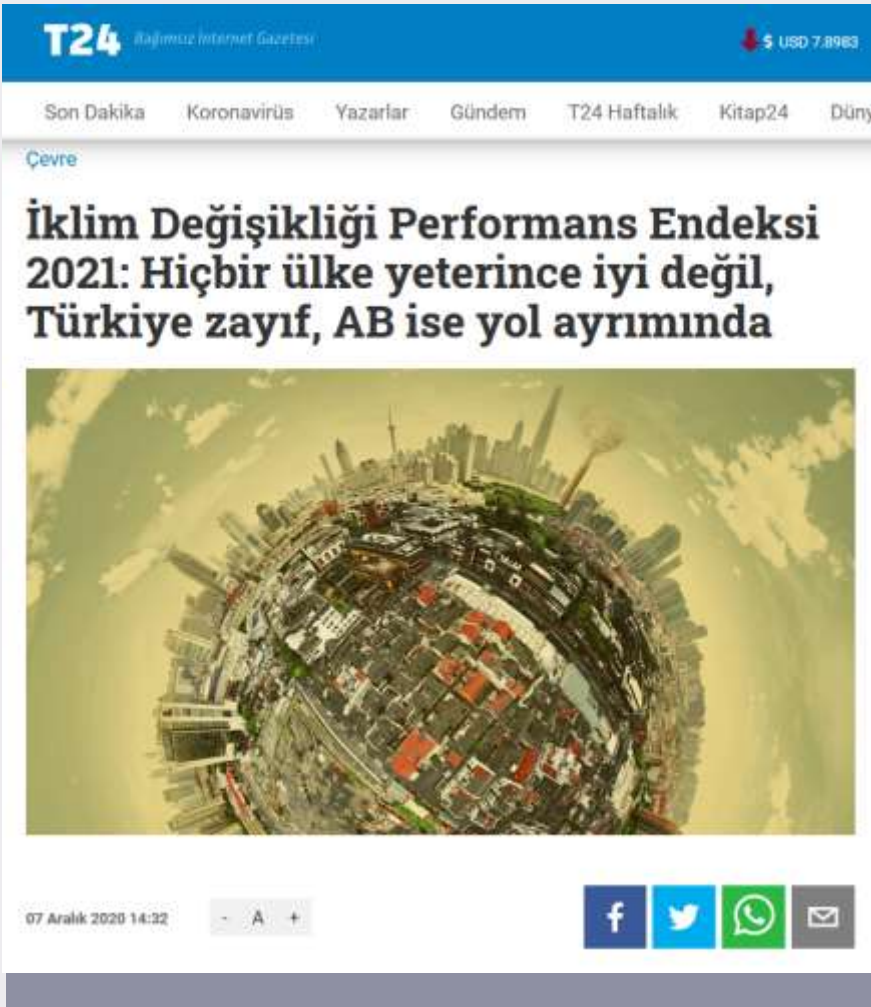 T24 Bağımsız İnternet Gazetesi
$ USD 7.8983
Son Dakika Koronavirüs Yazarlar Gündem T24 Haftalık Kitap24
Çevre
İklim Değişikliği Performans Endeksi
2021: Hiçbir ülke yeterince iyi değil,
Türkiye zayıf, AB ise yol ayrımında
07 Aralık 2020 14:32
- A +